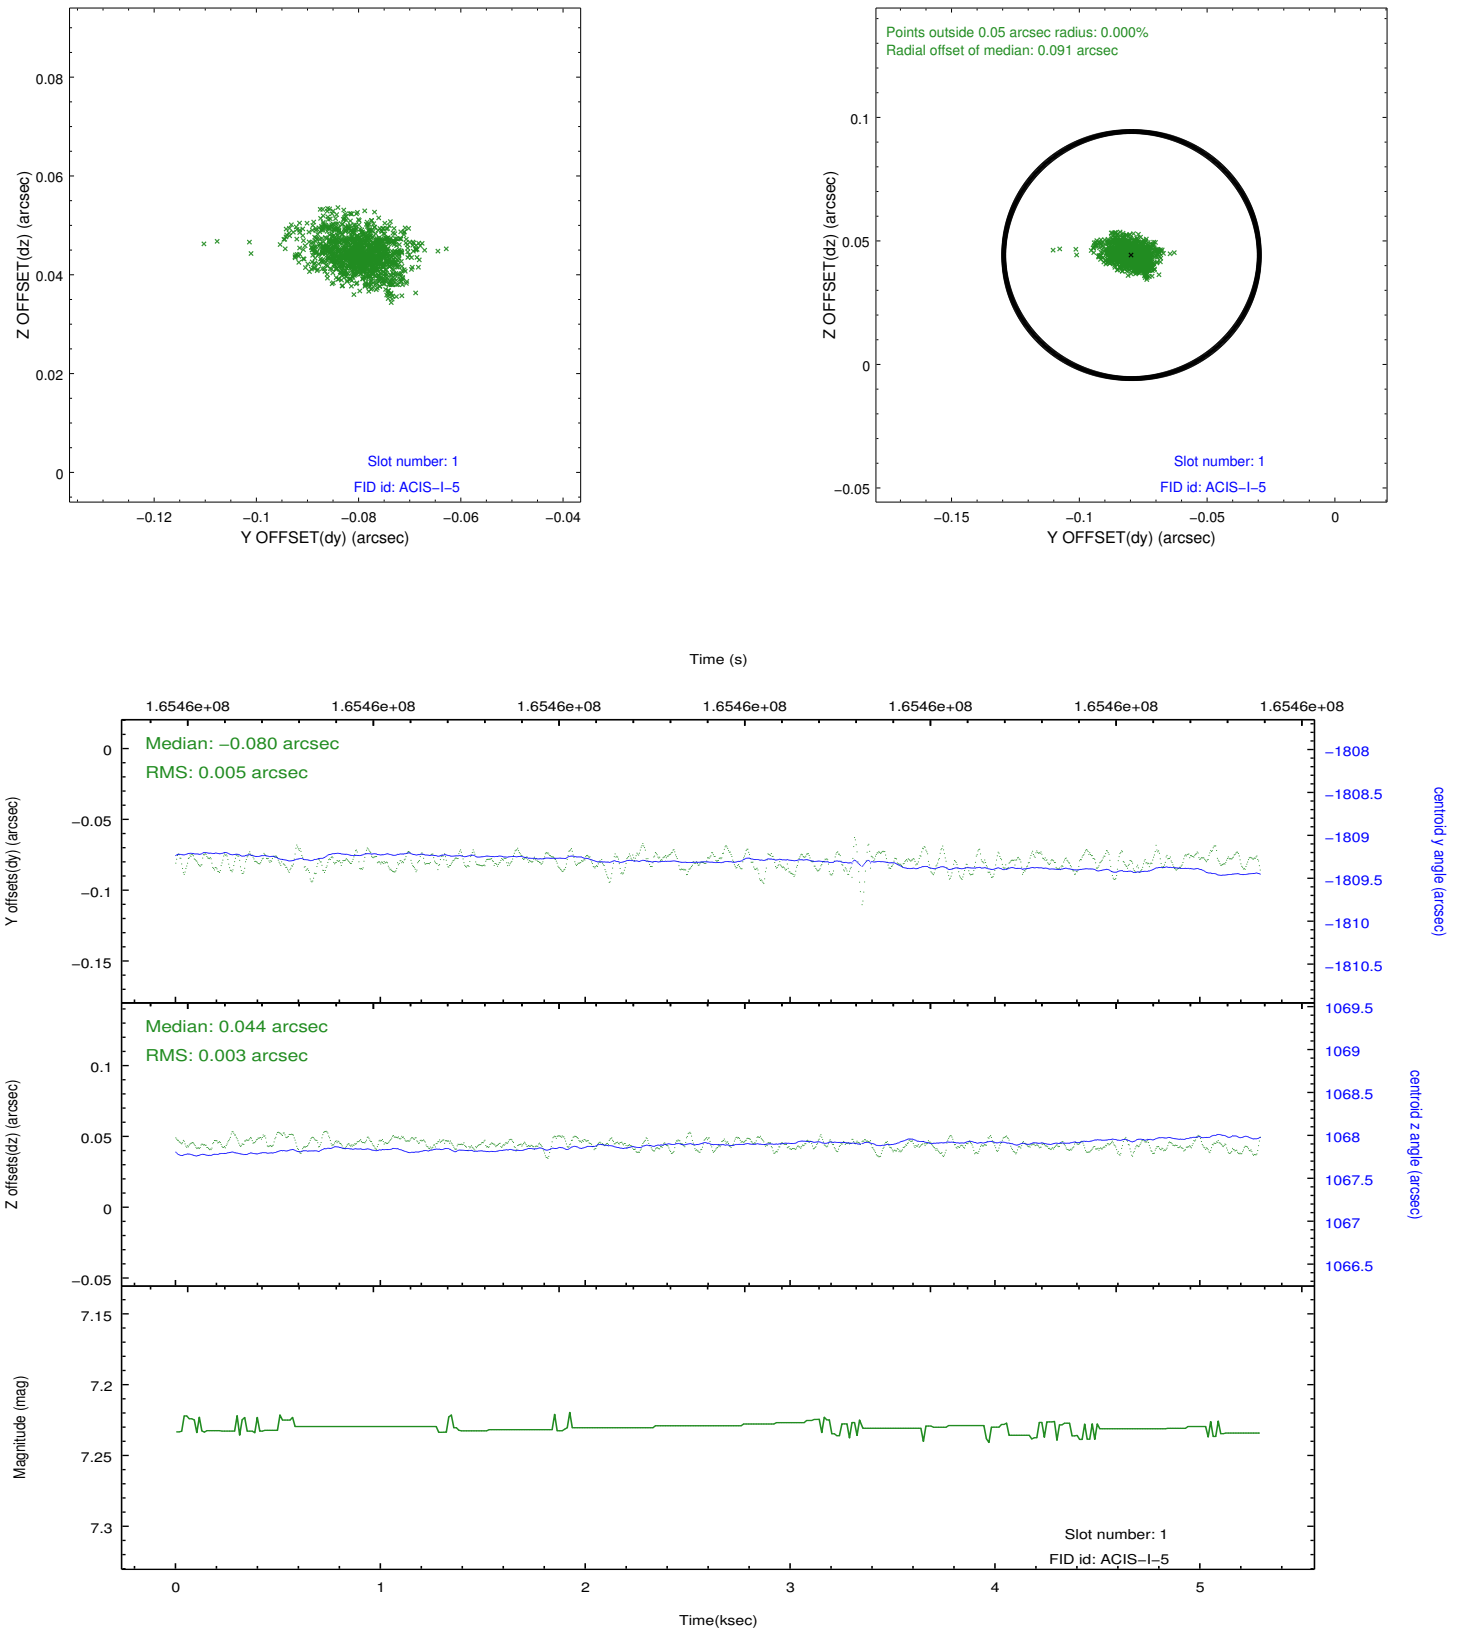 0.08
0.06
0.04
0.02
0
Z OFFSET(dz) (arcsec)
Slot number: 1
FID id: ACIS−I−5
−0.12 −0.1 −0.08 −0.06 −0.04
Y OFFSET(dy) (arcsec)
Points outside 0.05 arcsec radius: 0.000%
Radial offset of median: 0.091 arcsec
0.1
0.05
0
−0.05
Z OFFSET(dz) (arcsec)
Slot number: 1
FID id: ACIS−I−5
−0.15 −0.1 −0.05 0
Y OFFSET(dy) (arcsec)
Time (s)
1.6546e+08 1.6546e+08 1.6546e+08 1.6546e+08 1.6546e+08 1.6546e+08 1.6546e+08
Median: −0.080 arcsec
RMS: 0.005 arcsec
0
−0.05
−0.1
−0.15
Y offsets(dy) (arcsec)
−1808
−1808.5
−1809
−1809.5
−1810
−1810.5
centroid y angle (arcsec)
Median: 0.044 arcsec
RMS: 0.003 arcsec
0.1
0.05
0
−0.05
Z offsets(dz) (arcsec)
1069.5
1069
1068.5
1068
1067.5
1067
1066.5
centroid z angle (arcsec)
7.15
7.2
7.25
7.3
Magnitude (mag)
Slot number: 1
FID id: ACIS−I−5
0 1 2 3 4 5
Time(ksec)